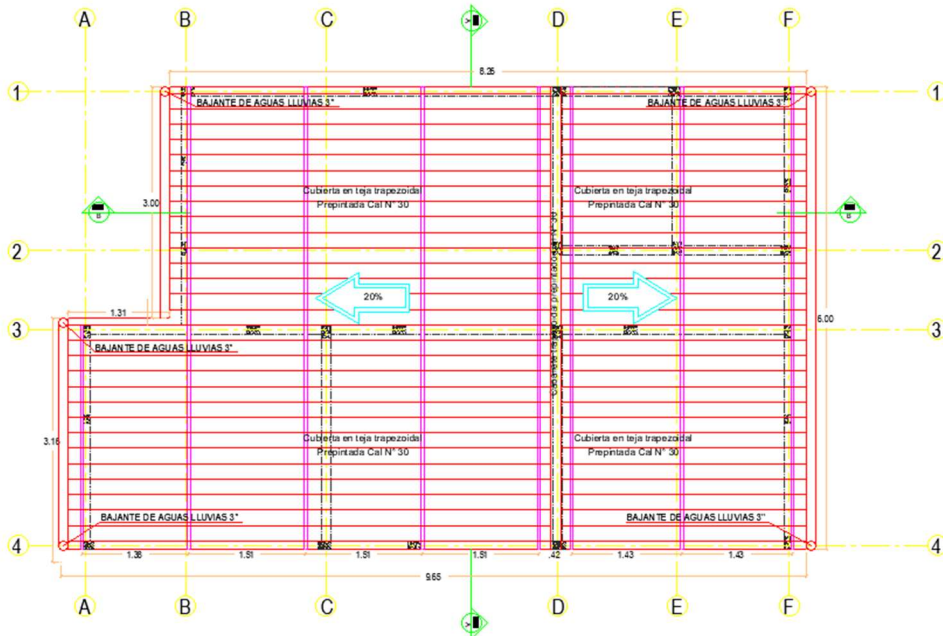 A B C D E F
8.25
1 1
BAJANTE DE AGUAS LLUVIAS 3" BAJANTE DE AGUAS LLUVIAS 3"
Cubierta en teja trapezoidal
Prepintada Cal N° 30
Cubierta en teja trapezoidal
Prepintada Cal N° 30
3.00
B B
2 2
20% 20%
1.31
6.00
3 3
BAJANTE DE AGUAS LLUVIAS 3"
Cubierta en teja trapezoidal
Prepintada Cal N° 30
Cubierta en teja trapezoidal
Prepintada Cal N° 30
3.15
BAJANTE DE AGUAS LLUVIAS 3" BAJANTE DE AGUAS LLUVIAS 3"
4 4
1.36 1.51 1.51 1.51 .42 1.43 1.43
9.65
A B C D E F